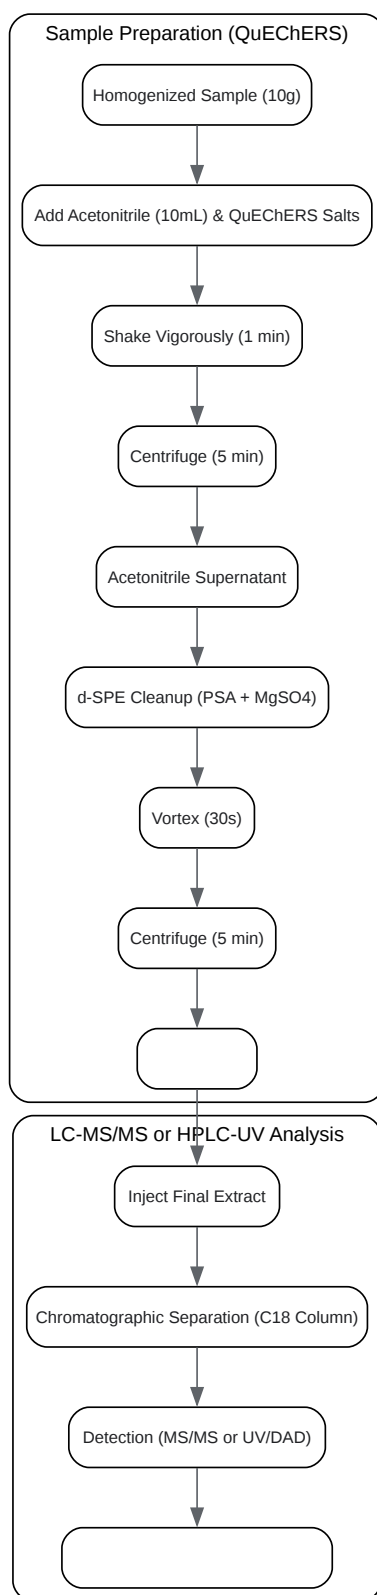 Sample Preparation (QuEChERS)
Homogenized Sample (10g)
Add Acetonitrile (10mL) & QuEChERS Salts
Shake Vigorously (1 min)
Centrifuge (5 min)
Acetonitrile Supernatant
d-SPE Cleanup (PSA + MgSO4)
Vortex (30s)
Centrifuge (5 min)
LC-MS/MS or HPLC-UV Analysis
Inject Final Extract
Chromatographic Separation (C18 Column)
Detection (MS/MS or UV/DAD)